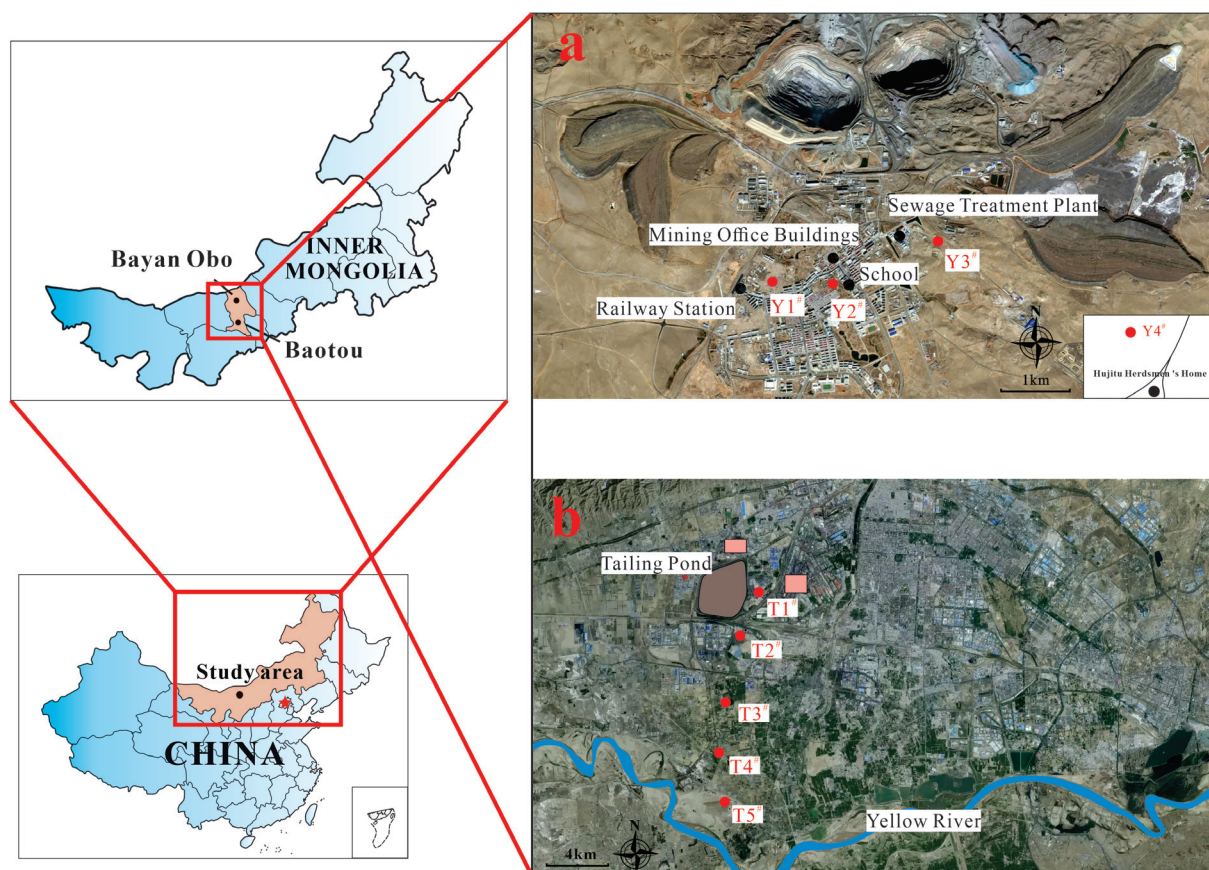 INNER
MONGOLIA
Bayan Obo
Baotou
Study area
CHINA
a
Sewage Treatment Plant
Mining Office Buildings
Y3#
School
Railway Station
Y1#
Y2#
N
1km
Y4#
Hujitu Herdsmen 's Home
b
Tailing Pond
T1#
T2#
T3#
T4#
T5#
Yellow River
N
4km